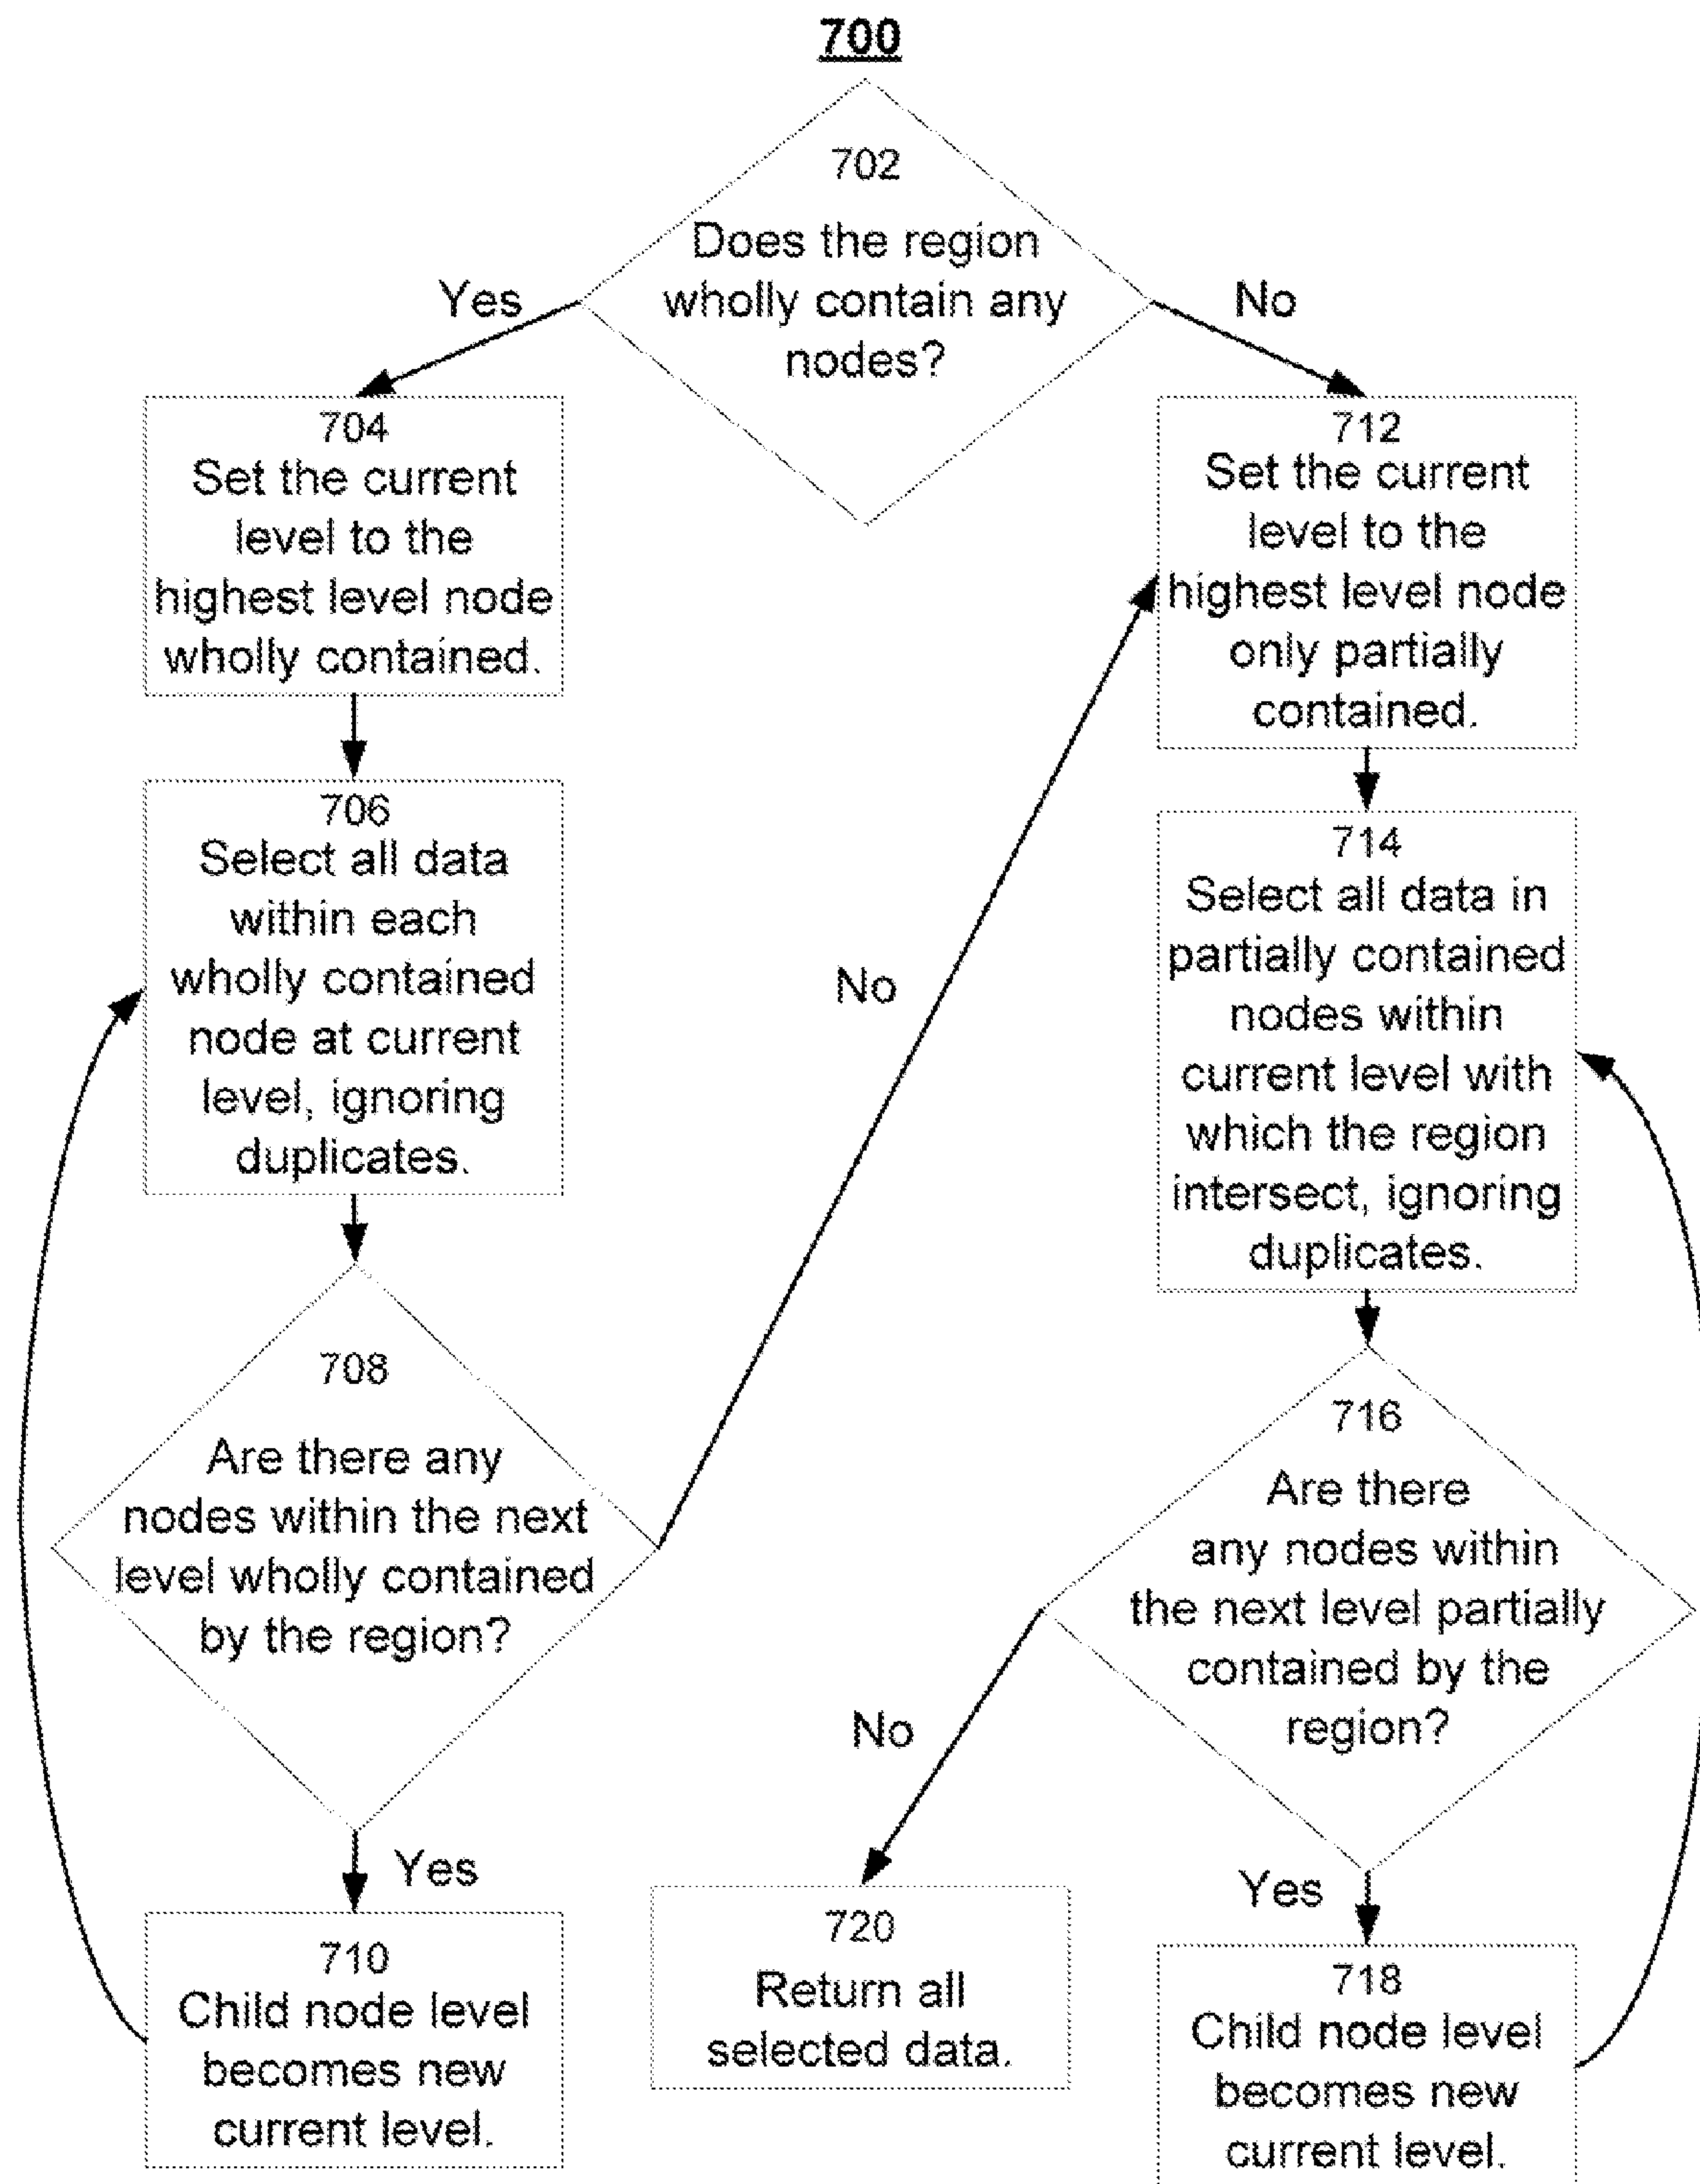 700
702
Does the region
wholly contain any
nodes?
Yes
No
704
Set the current
level to the
highest level node
wholly contained.
712
Set the current
level to the
highest level node
only partially
contained.
706
Select all data
within each
wholly contained
node at current
level, ignoring
duplicates.
714
Select all data in
partially contained
nodes within
current level with
which the region
intersect, ignoring
duplicates.
No
708
Are there any
nodes within the next
level wholly contained
by the region?
716
Are there
any nodes within
the next level partially
contained by the
region?
No
Yes
Yes
710
Child node level
becomes new
current level.
720
Return all
selected data.
718
Child node level
becomes new
current level.